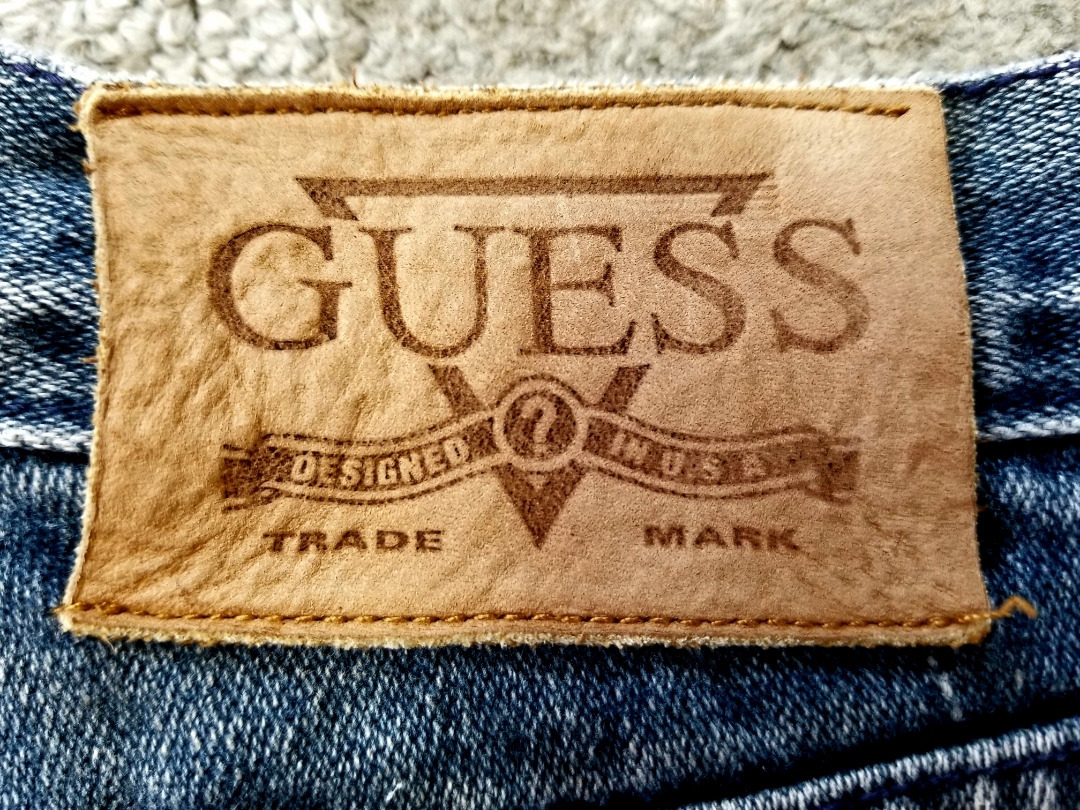 GUESS
?
DESIGNED IN U.S.A.
TRADE MARK